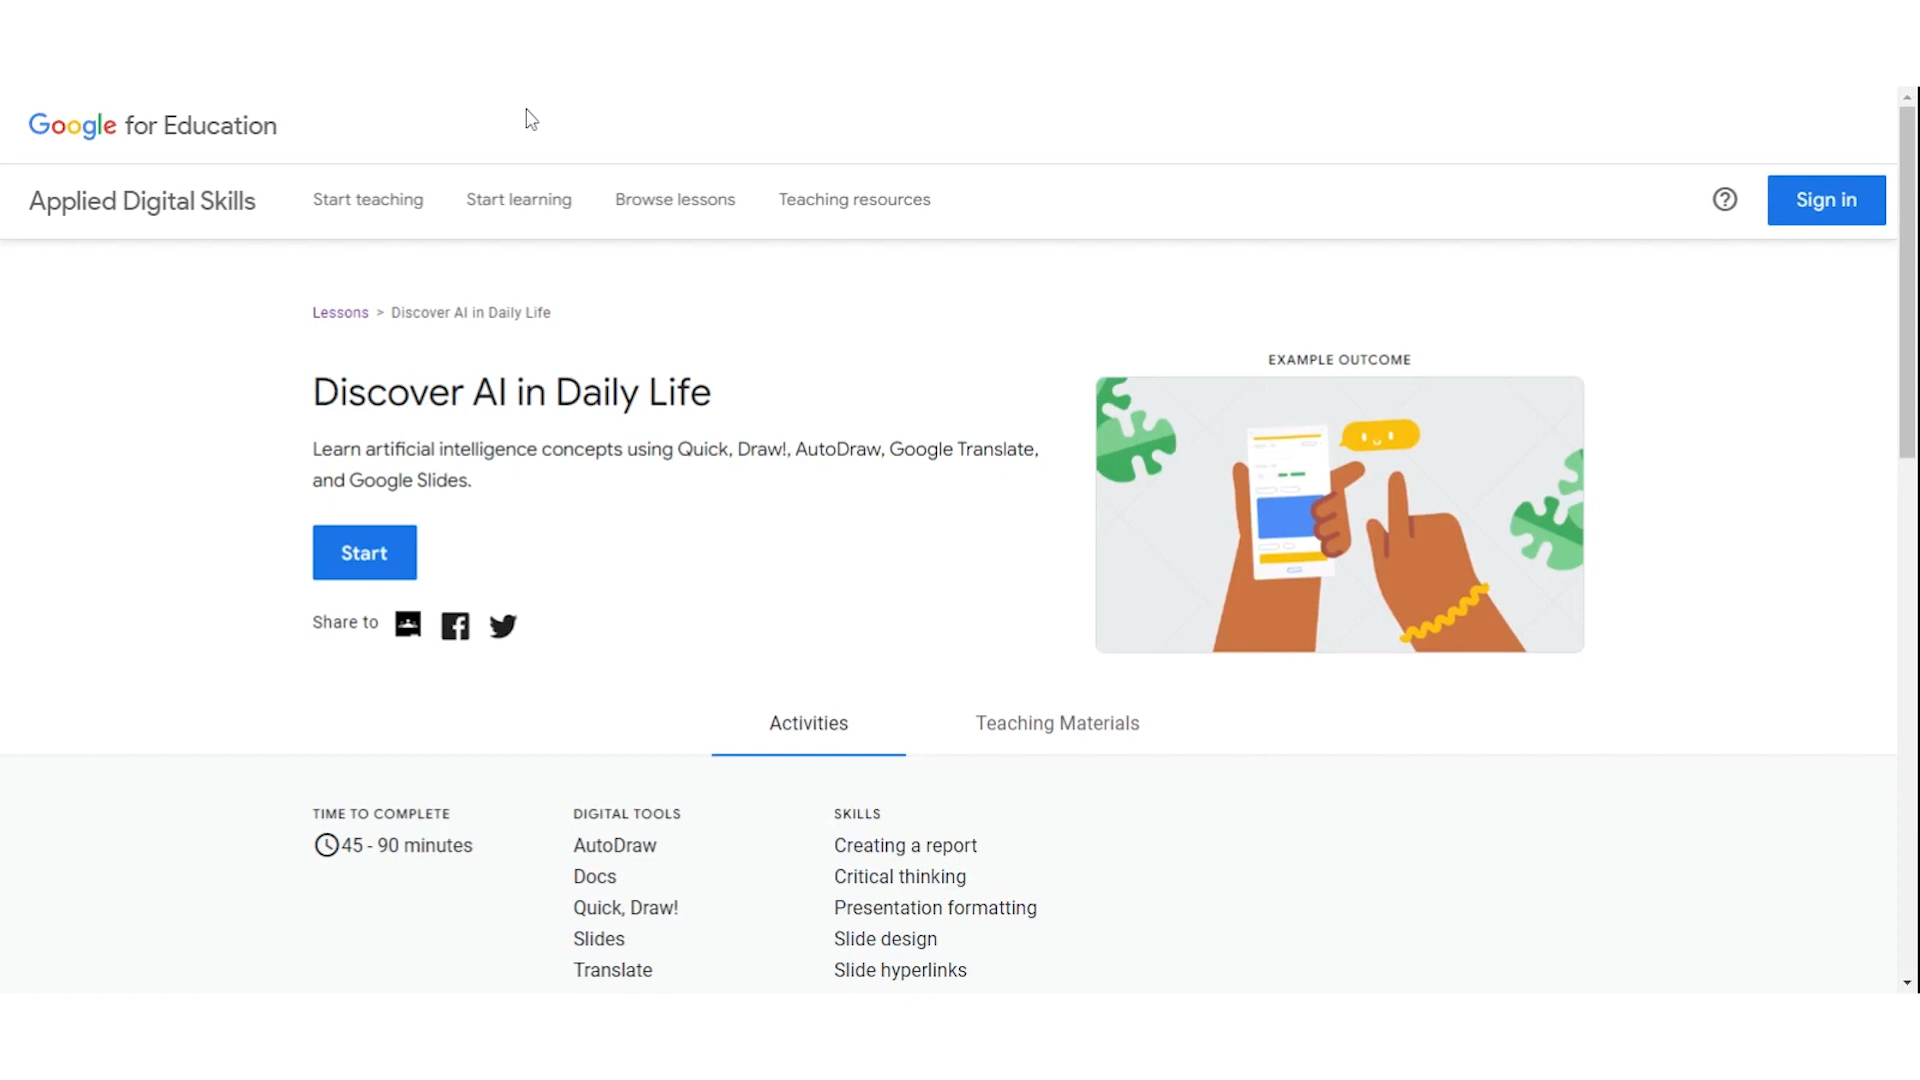 Google for Education
Applied Digital Skills
Start teaching
Start learning
Browse lessons
Teaching resources
Sign in
Lessons > Discover AI in Daily Life
Discover AI in Daily Life
Learn artificial intelligence concepts using Quick, Draw!, AutoDraw, Google Translate,
and Google Slides.
Start
Share to
EXAMPLE OUTCOME
Activities
Teaching Materials
TIME TO COMPLETE
45 - 90 minutes
DIGITAL TOOLS
AutoDraw
Docs
Quick, Draw!
Slides
Translate
SKILLS
Creating a report
Critical thinking
Presentation formatting
Slide design
Slide hyperlinks